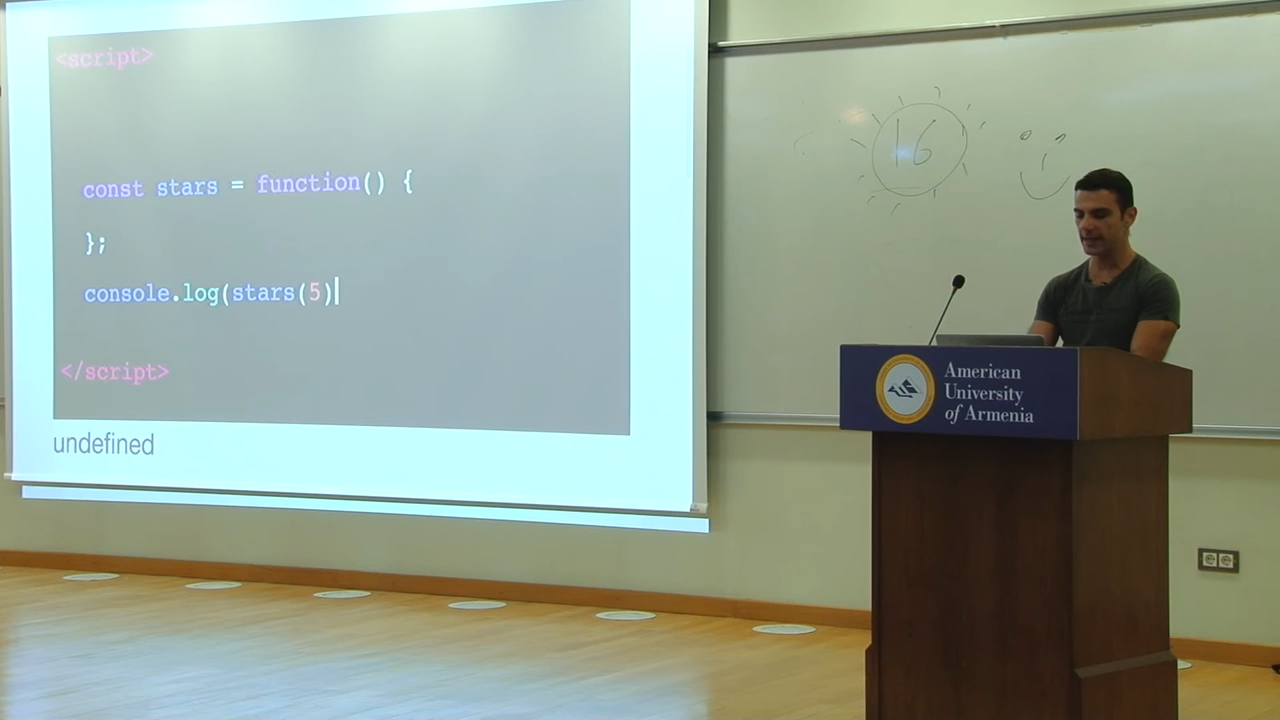 <script>
const stars = function() {
};
console.log(stars(5)
</script>
undefined
16
American
University
of Armenia